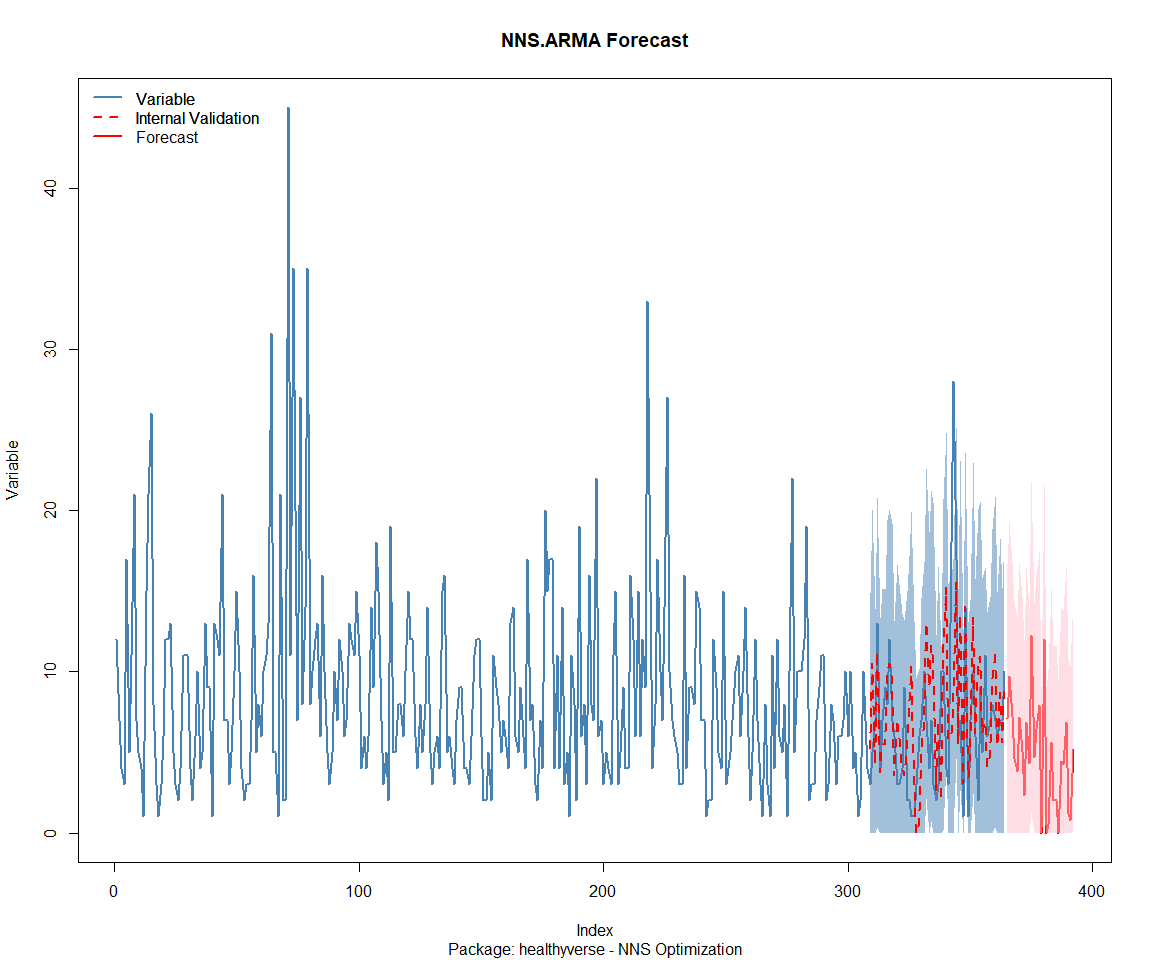 NNS.ARMA Forecast
Variable
Internal Validation
Forecast
Variable
40
30
20
10
0
0 100 200 300 400
Index
Package: healthyverse - NNS Optimization